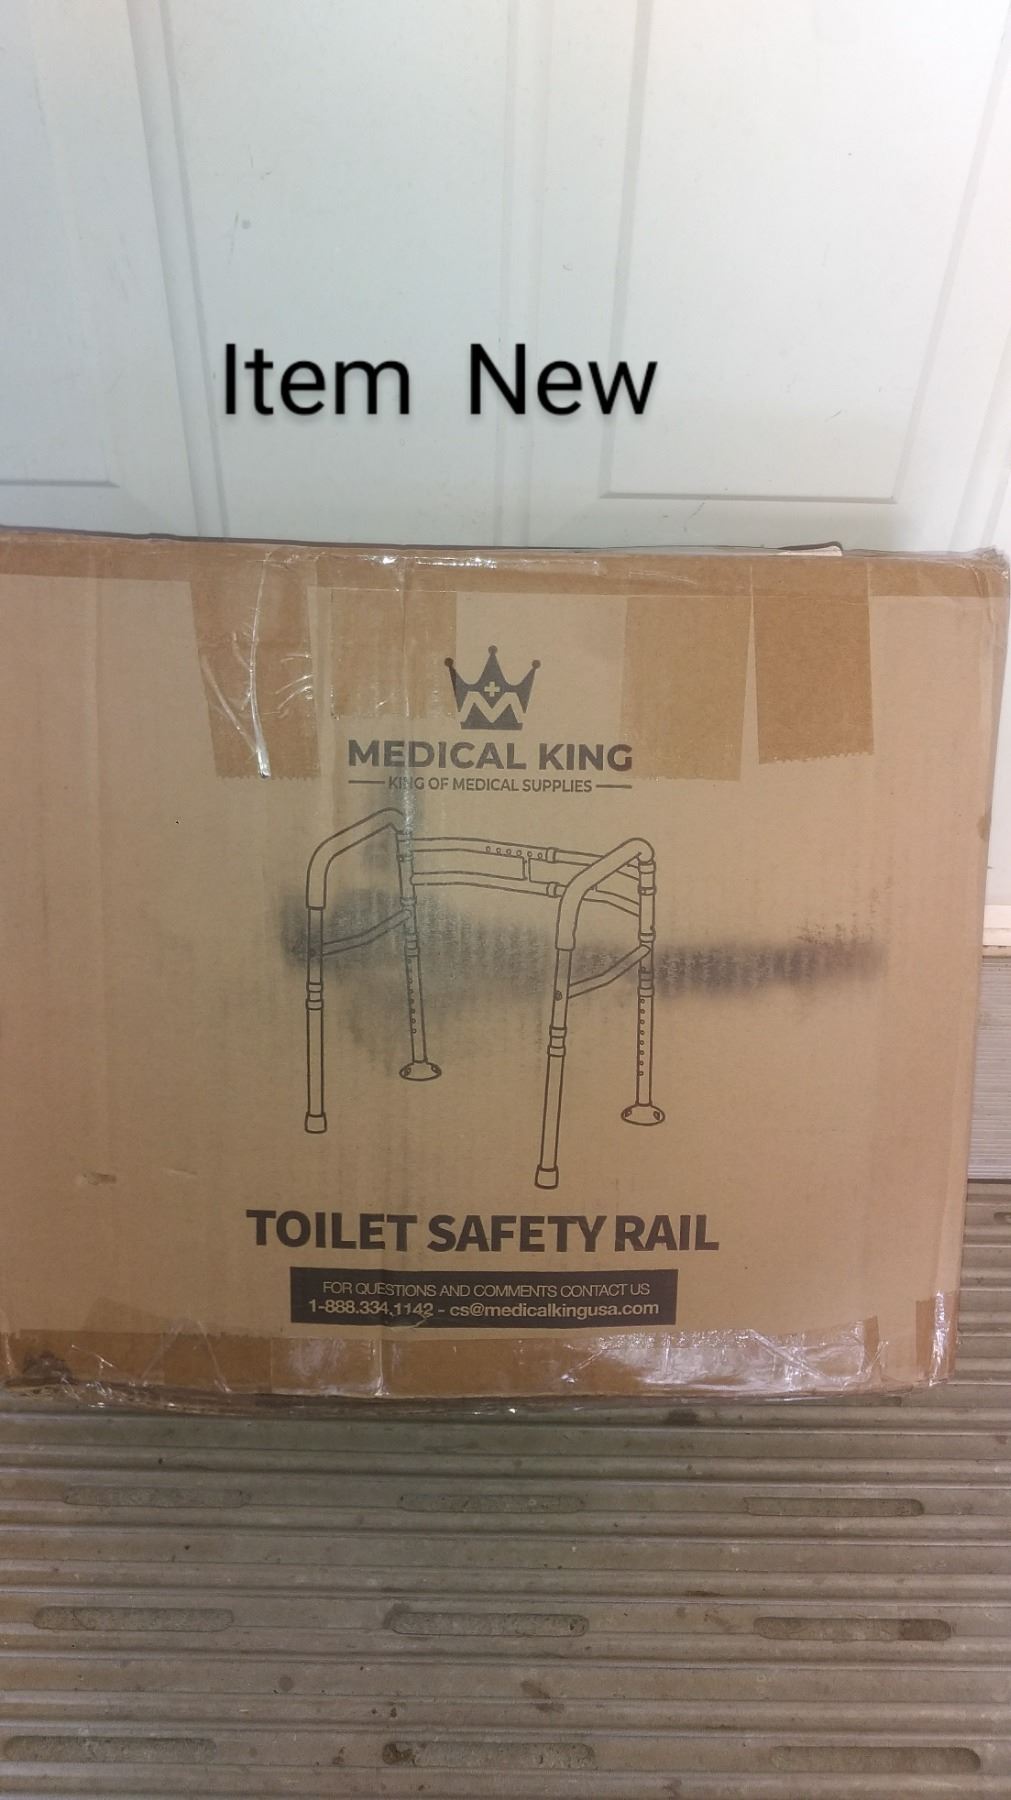 Item New
MEDICAL KING
KING OF MEDICAL SUPPLIES
TOILET SAFETY RAIL
FOR QUESTIONS AND COMMENTS CONTACT US
1-888.334.1142 - cs@medicalkingusa.com